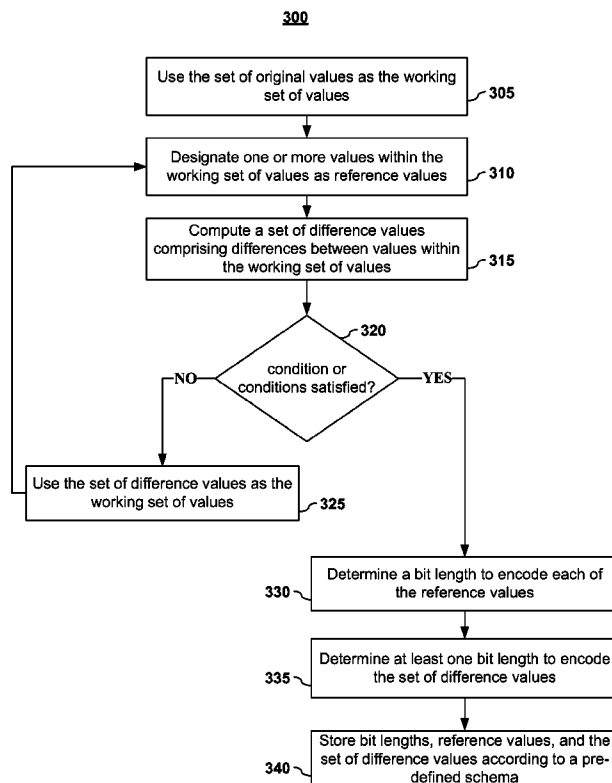 300
Use the set of original values as the working
set of values
305
Designate one or more values within the
working set of values as reference values
310
Compute a set of difference values
comprising differences between values within
the working set of values
315
320
condition or
conditions satisfied?
NO
YES
Use the set of difference values as the
working set of values
325
Determine a bit length to encode each of
the reference values
330
Determine at least one bit length to encode
the set of difference values
335
Store bit lengths, reference values, and the
set of difference values according to a pre-
defined schema
340